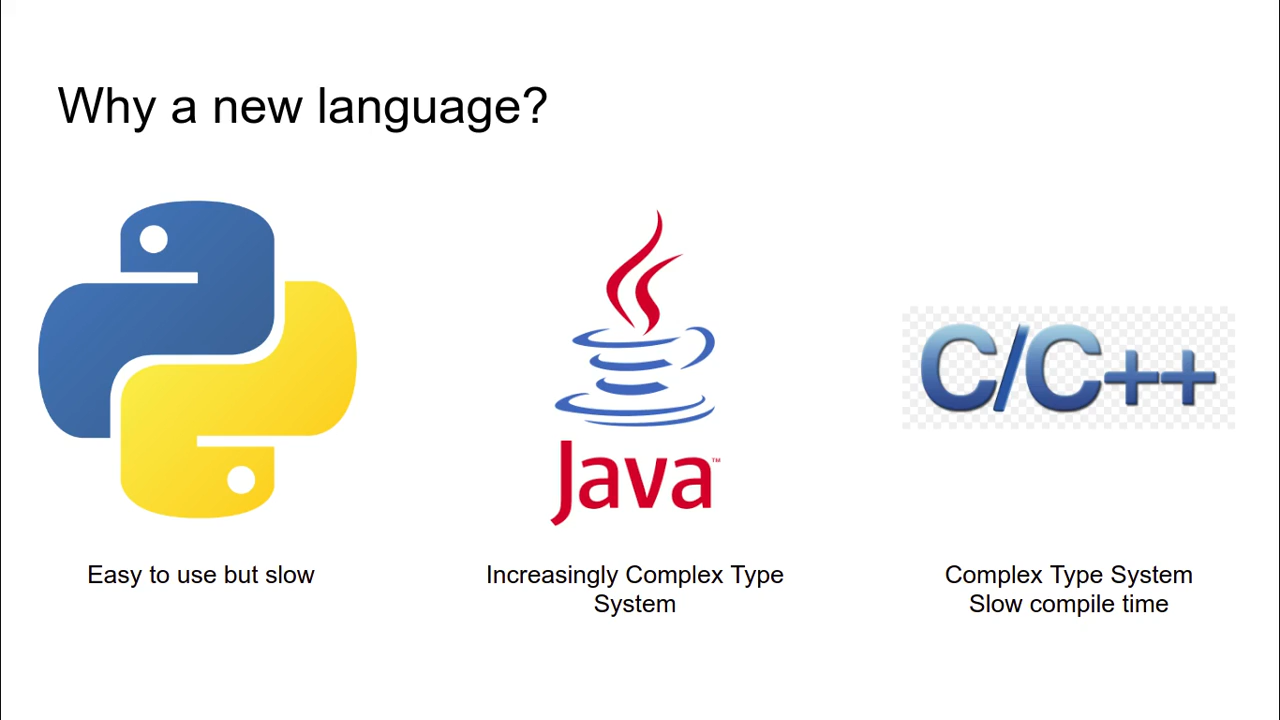 Why a new language?
Java™
C/C++
Easy to use but slow
Increasingly Complex Type
System
Complex Type System
Slow compile time